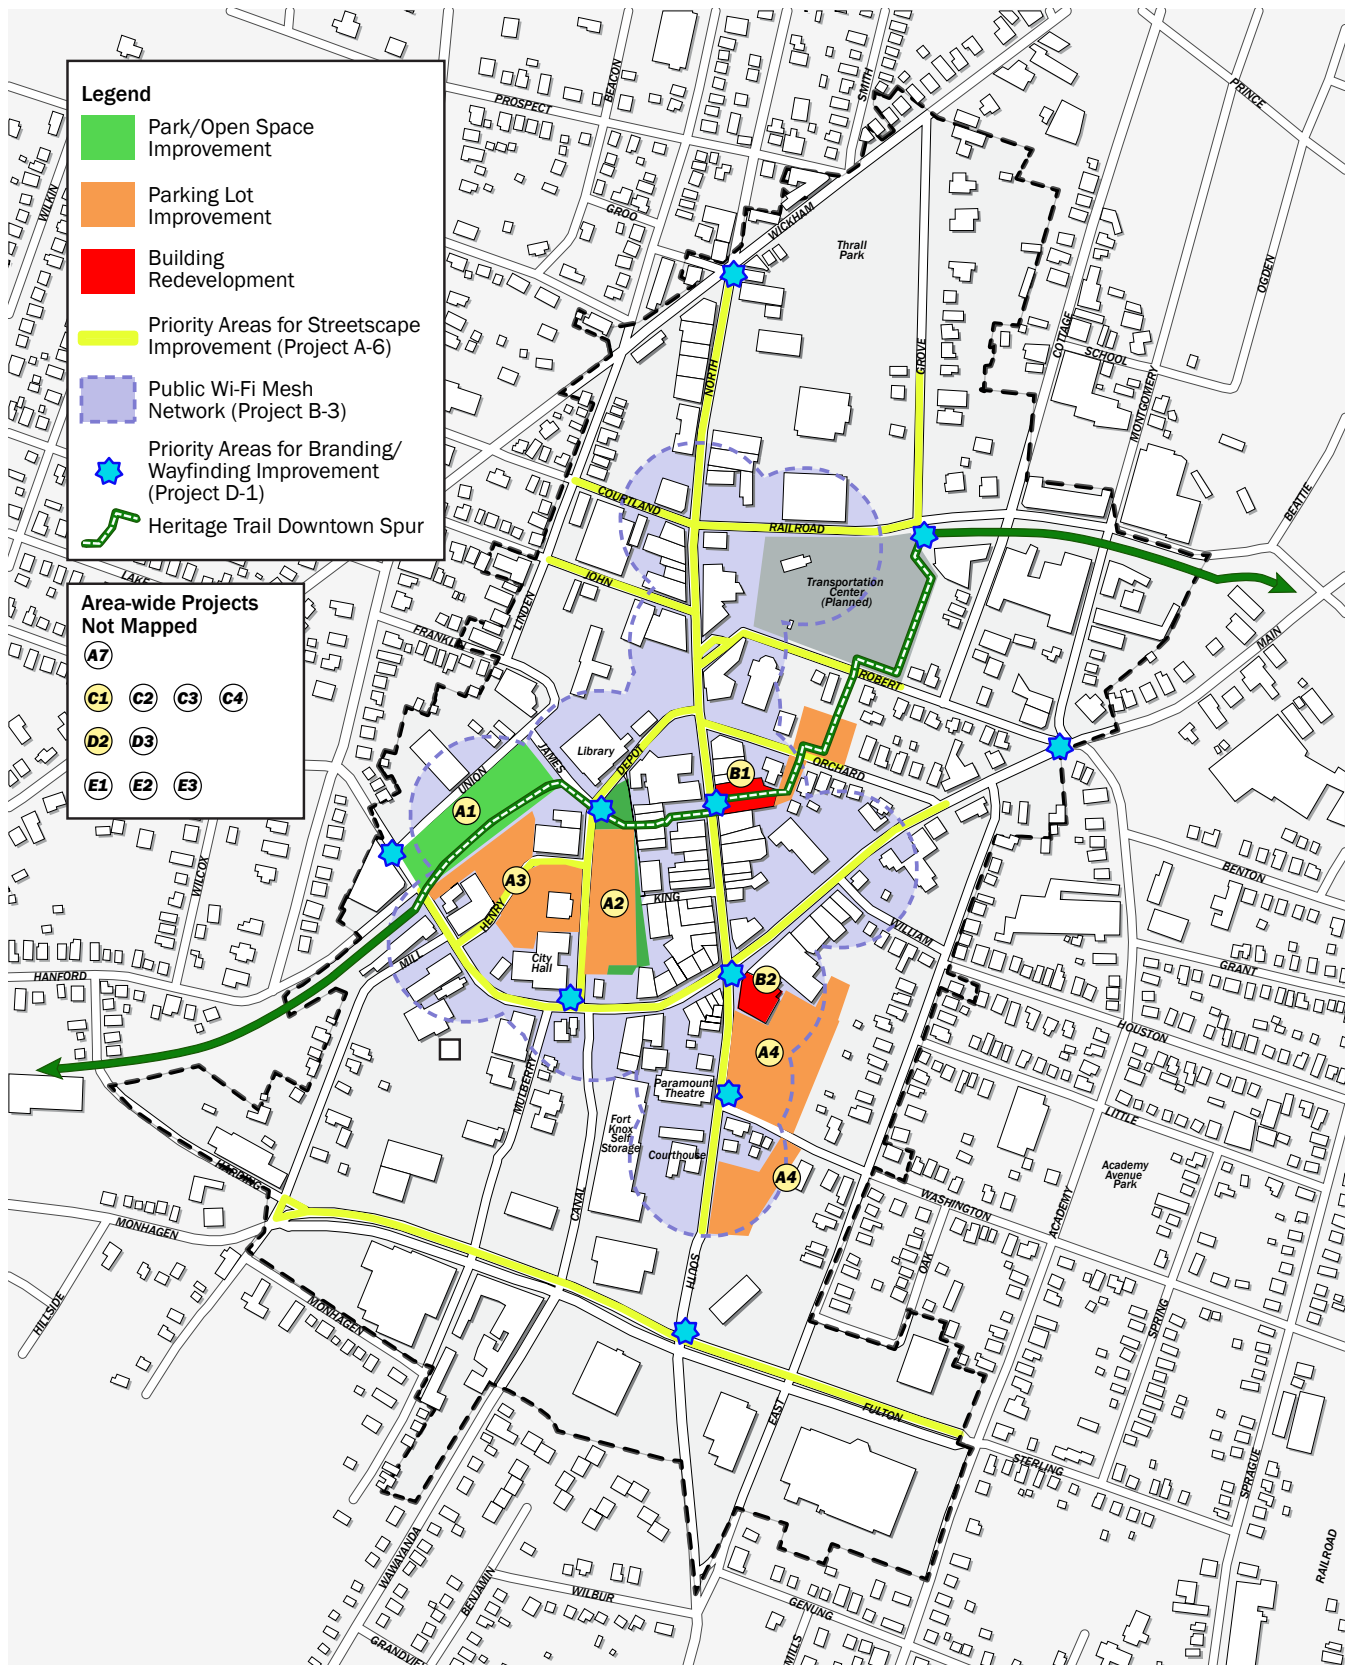 Legend
Park/Open Space
Improvement
Parking Lot
Improvement
Building
Redevelopment
Priority Areas for Streetscape
Improvement (Project A-6)
Public Wi-Fi Mesh
Network (Project B-3)
Priority Areas for Branding/
Wayfinding Improvement
(Project D-1)
Heritage Trail Downtown Spur
Area-wide Projects
Not Mapped
A7
C1 C2 C3 C4
D2 D3
E1 E2 E3
PROSPECT
BEACON
SMITH
PRINCE
WILKIN
GROO
WICKHAM
Thrall
Park
OGDEN
NORTH
GROVE
COTTAGE
SCHOOL
MONTGOMERY
COURTLAND
RAILROAD
BEATTIE
JOHN
Transportation
Center
(Planned)
LAKE
LINDEN
FRANKLIN
MAIN
ROBERT
JAMES
Library
DEPOT
UNION
ORCHARD
B1
A1
WILCOX
BENTON
A3
A2
KING
HENRY
WILLIAM
MILL
City
Hall
B2
GRANT
HANFORD
HOUSTON
A4
MULBERRY
Paramount
Theatre
LITTLE
Fort
Knox
Self
Storage
Courthouse
A4
Academy
Avenue
Park
HARDING
WASHINGTON
ACADEMY
CANAL
MONHAGEN
OAK
SOUTH
HILLSIDE
MONHAGEN
SPRING
EAST
FULTON
STERLING
SPRAGUE
WAWAYANDA
BENJAMIN
WILBUR
GENUNG
RAILROAD
MILLS
GRANDVIEW